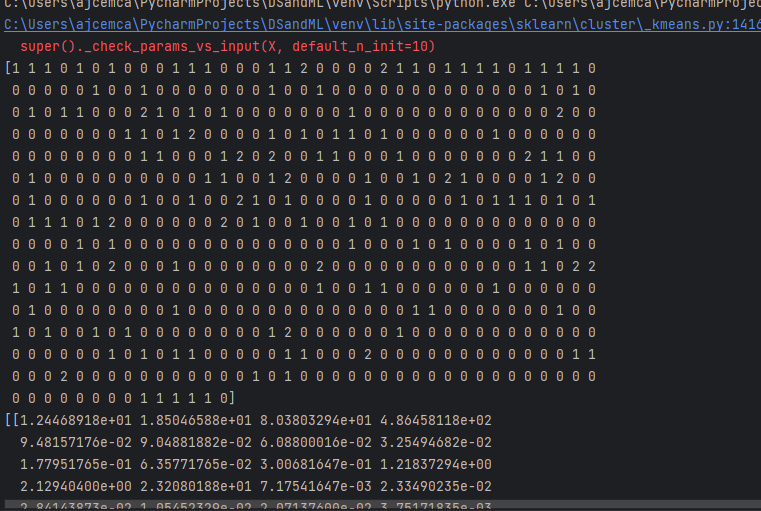 C:\Users\ajcemca\PycharmProjects\DSandML\venv\Scripts\python.exe C:\Users\ajcemca\PycharmProjec
C:\Users\ajcemca\PycharmProjects\DSandML\venv\lib\site-packages\sklearn\cluster\_kmeans.py:1416
super()._check_params_vs_input(X, default_n_init=10)
[1 1 1 0 1 0 1 0 0 0 1 1 1 0 0 0 1 1 2 0 0 0 0 2 1 1 0 1 1 1 1 0 1 1 1 1 0
0 0 0 0 0 1 0 0 1 0 0 0 0 0 0 0 1 0 0 1 0 0 0 0 0 0 0 0 0 0 0 0 0 1 0 1 0
0 1 0 1 1 0 0 0 2 1 0 1 0 1 0 0 0 0 0 0 0 1 0 0 0 0 0 0 0 0 0 0 0 0 2 0 0
0 0 0 0 0 0 0 1 1 0 1 2 0 0 0 0 1 0 1 0 1 1 0 1 0 0 0 0 0 0 1 0 0 0 0 0 0
0 0 0 0 0 0 0 0 1 1 0 0 0 1 2 0 2 0 0 1 1 0 0 0 1 0 0 0 0 0 0 0 2 1 1 0 0
0 1 0 0 0 0 0 0 0 0 0 0 1 1 0 0 1 2 0 0 0 0 1 0 0 1 0 2 1 0 0 0 0 1 2 0 0
0 1 0 0 0 0 0 0 1 0 0 1 0 0 2 1 0 1 0 0 1 0 0 0 0 0 0 0 1 0 1 1 1 0 1 0 1
0 1 1 1 0 1 2 0 0 0 0 0 0 2 0 1 0 0 1 0 0 1 0 1 0 0 0 0 0 0 0 0 0 0 0 0 0
0 0 0 0 1 0 1 0 0 0 0 0 0 0 0 0 0 0 0 0 0 1 0 0 0 1 0 1 0 0 0 0 1 0 1 0 0
0 0 1 0 1 0 2 0 0 0 1 0 0 0 0 0 0 0 0 2 0 0 0 0 0 0 0 0 0 0 0 0 1 1 0 2 2
1 0 1 1 0 0 0 0 0 0 0 0 0 0 0 0 0 0 0 1 0 0 1 1 0 0 0 0 0 0 1 0 0 0 0 0 0
0 1 0 0 0 0 0 0 0 0 1 0 0 0 0 0 0 0 0 0 0 0 0 0 0 1 1 0 0 0 0 0 0 0 1 0 0
1 0 1 0 0 1 0 1 0 0 0 0 0 0 0 0 1 2 0 0 0 0 0 0 1 0 0 0 0 0 0 0 0 0 0 0 0
0 0 0 0 0 0 1 0 1 0 1 1 0 0 0 0 0 1 1 0 0 0 2 0 0 0 0 0 0 0 0 0 0 0 0 1 1
0 0 0 2 0 0 0 0 0 0 0 0 0 0 0 1 0 1 0 0 0 0 0 0 0 0 0 0 0 0 0 0 0 0 0 0 0
0 0 0 0 0 0 0 0 1 1 1 1 1 0]
[[1.24468918e+01 1.85046588e+01 8.03803294e+01 4.86458118e+02
9.48157176e-02 9.04881882e-02 6.08800016e-02 3.25494682e-02
1.77951765e-01 6.35771765e-02 3.00681647e-01 1.21837294e+00
2.12940400e+00 2.32080188e+01 7.17541647e-03 2.33490235e-02
2.84143873e-02 1.05452329e-02 2.07137600e-02 3.75171835e-03